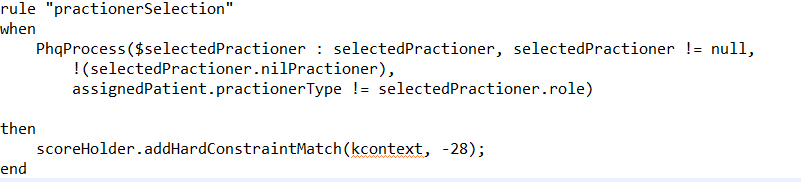 rule "practionerSelection"
when
PhqProcess($selectedPractioner : selectedPractioner, selectedPractioner != null,
!(selectedPractioner.nilPractioner),
assignedPatient.practionerType != selectedPractioner.role)
then
scoreHolder.addHardConstraintMatch(kcontext, -28);
end